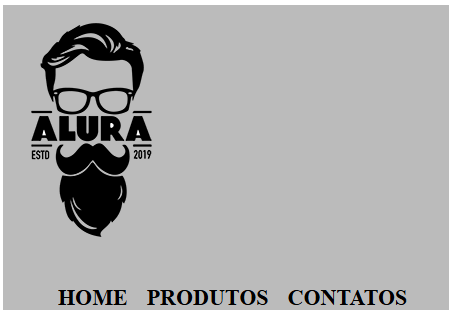 ALURA
ESTD 2019
HOME PRODUTOS CONTATOS